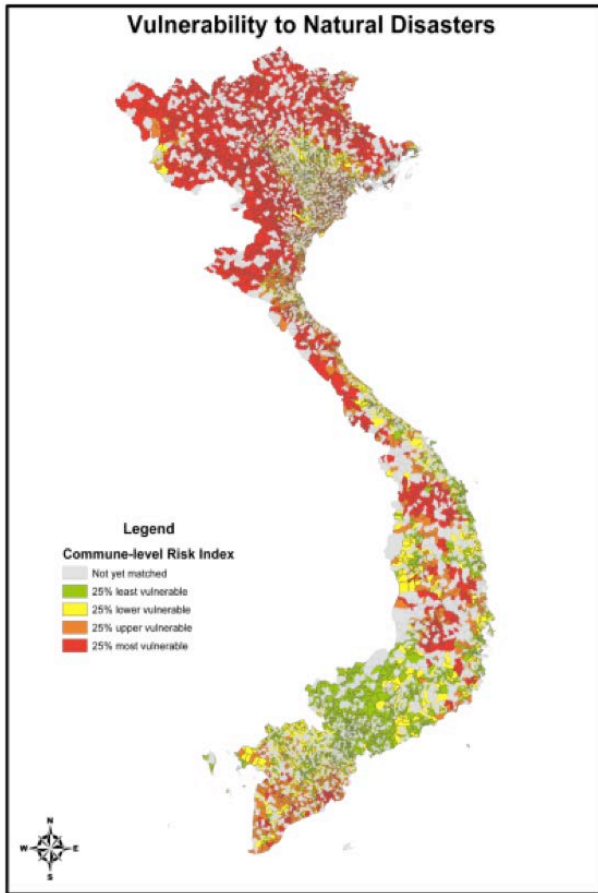 Vulnerability to Natural Disasters
Legend
Commune-level Risk Index
Not yet matched
25% least vulnerable
25% lower vulnerable
25% upper vulnerable
25% most vulnerable
N
W E
S